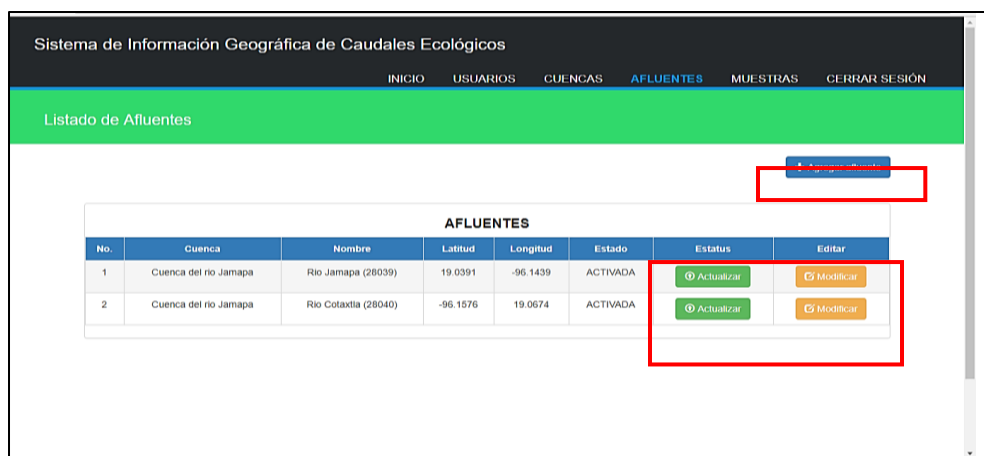 Sistema de Información Geográfica de Caudales Ecológicos
INICIO USUARIOS CUENCAS AFLUENTES MUESTRAS CERRAR SESIÓN
Listado de Afluentes
Agregar afluente
AFLUENTES
No. Cuenca Nombre Latitud Longitud Estado Estatus Editar
1 Cuenca del rio Jamapa Rio Jamapa (28039) 19.0391 -96.1439 ACTIVADA Actualizar Modificar
2 Cuenca del rio Jamapa Rio Cotaxtla (28040) -96.1576 19.0674 ACTIVADA Actualizar Modificar